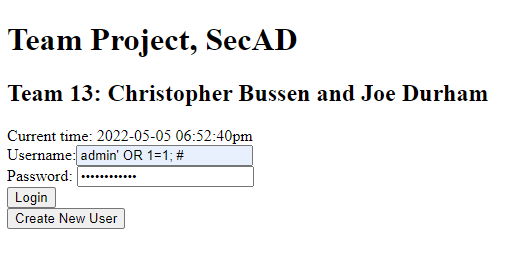 Team Project, SecAD
Team 13: Christopher Bussen and Joe Durham
Current time: 2022-05-05 06:52:40pm
Username: admin' OR 1=1; #
Password: ••••••••••••
Login
Create New User